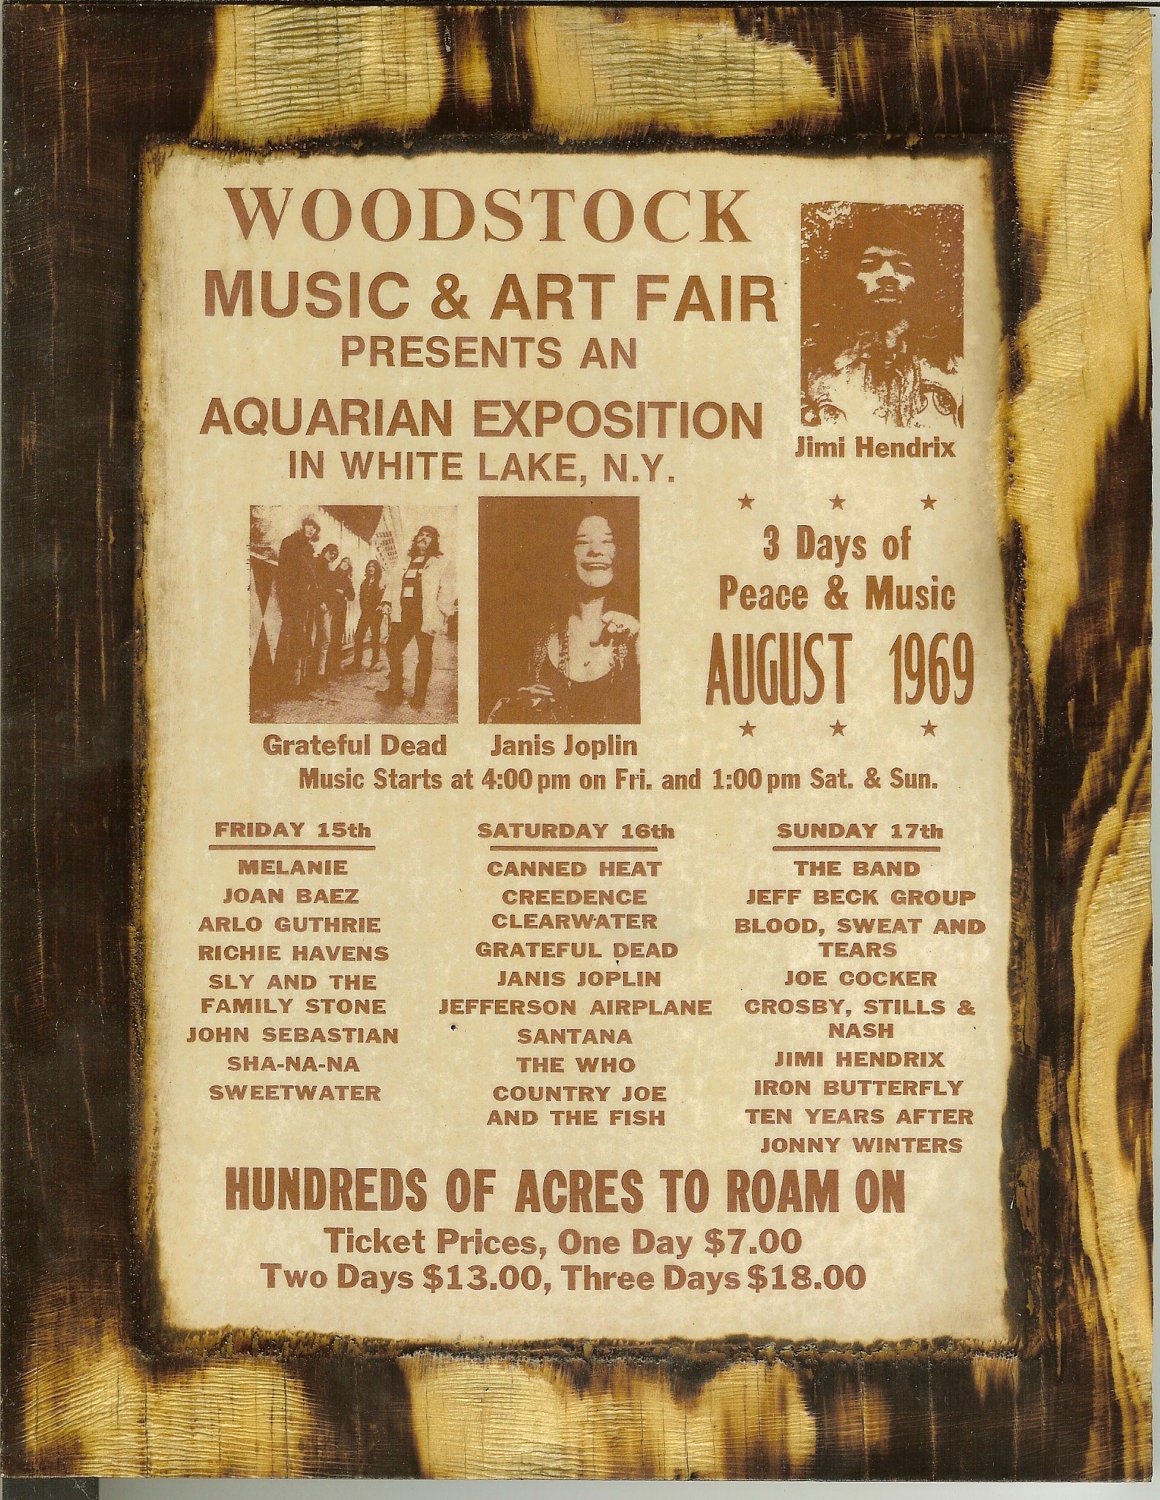 WOODSTOCK
MUSIC & ART FAIR
PRESENTS AN
AQUARIAN EXPOSITION
IN WHITE LAKE, N.Y.
Jimi Hendrix
3 Days of
Peace & Music
AUGUST 1969
Grateful Dead
Janis Joplin
Music Starts at 4:00 pm on Fri. and 1:00 pm Sat. & Sun.
FRIDAY 15th
MELANIE
JOAN BAEZ
ARLO GUTHRIE
RICHIE HAVENS
SLY AND THE
FAMILY STONE
JOHN SEBASTIAN
SHA-NA-NA
SWEETWATER
SATURDAY 16th
CANNED HEAT
CREEDENCE
CLEARWATER
GRATEFUL DEAD
JANIS JOPLIN
JEFFERSON AIRPLANE
SANTANA
THE WHO
COUNTRY JOE
AND THE FISH
SUNDAY 17th
THE BAND
JEFF BECK GROUP
BLOOD, SWEAT AND
TEARS
JOE COCKER
CROSBY, STILLS &
NASH
JIMI HENDRIX
IRON BUTTERFLY
TEN YEARS AFTER
JONNY WINTERS
HUNDREDS OF ACRES TO ROAM ON
Ticket Prices, One Day $7.00
Two Days $13.00, Three Days $18.00